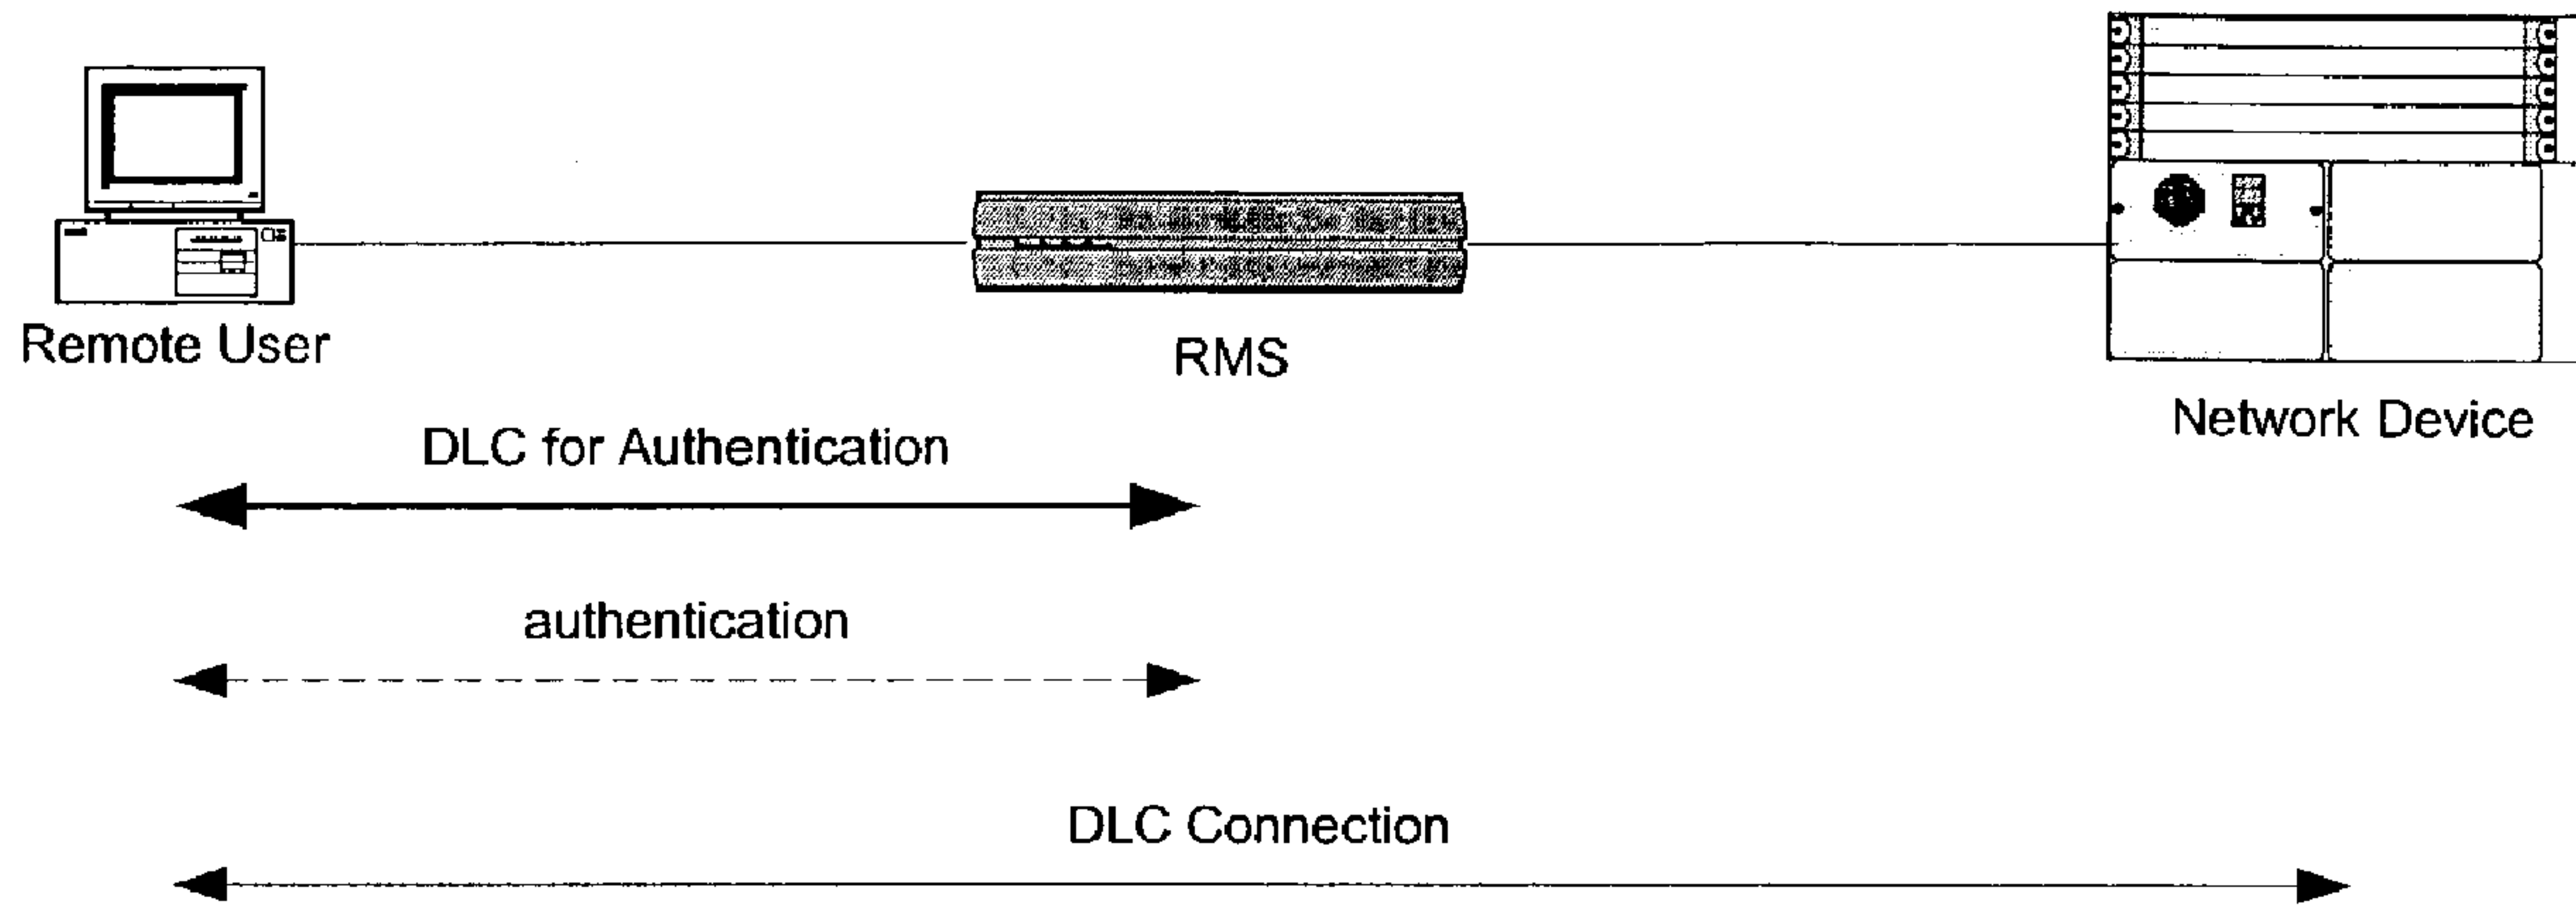 Remote User
RMS
Network Device
DLC for Authentication
authentication
DLC Connection